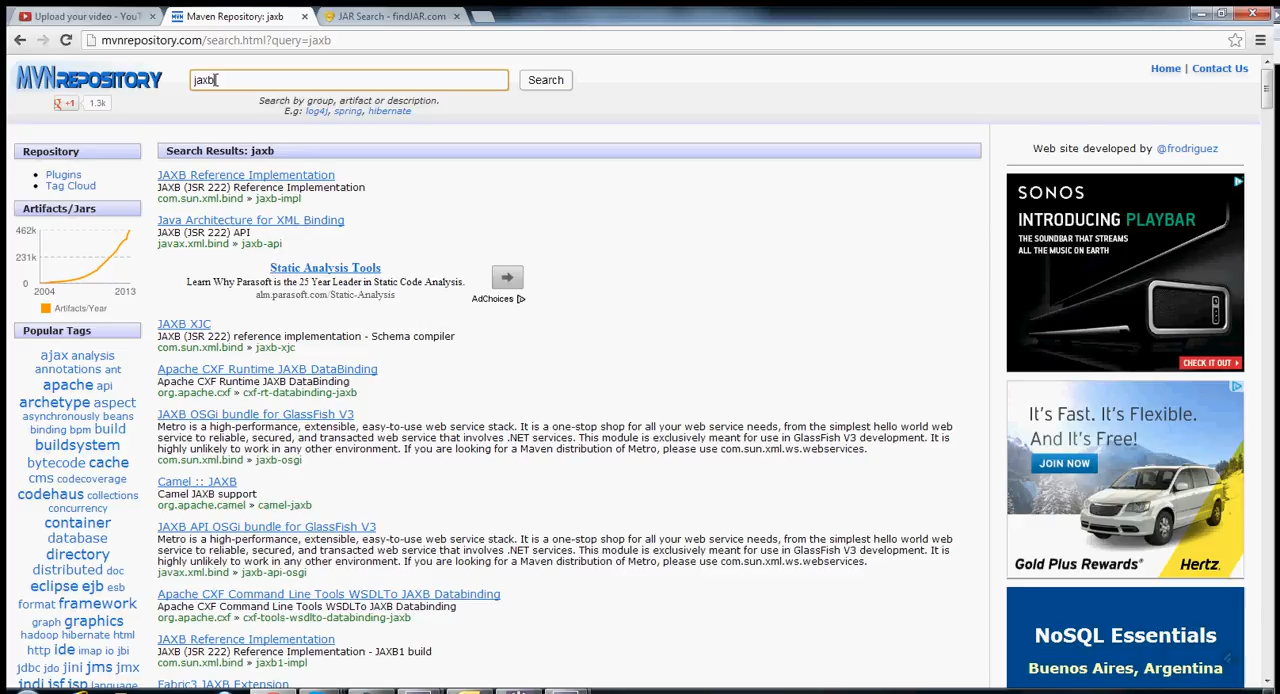 Upload your video - YouT
Maven Repository: jaxb
JAR Search - findJAR.com
mvnrepository.com/search.html?query=jaxb
MVNREPOSITORY
jaxb
Search
Home | Contact Us
+1 1.3k
Search by group, artifact or description.
E.g: log4j, spring, hibernate
Repository
Plugins
Tag Cloud
Artifacts/Jars
462k
231k
0
2004 2013
Artifacts/Year
Popular Tags
ajax analysis
annotations ant
apache api
archetype aspect
asynchronously beans
binding bpm build
buildsystem
bytecode cache
cms codecoverage
codehaus collections
concurrency
container
database
directory
distributed doc
eclipse ejb esb
format framework
graph graphics
hadoop hibernate html
http ide imap io jbi
jdbc jdo jini jms jmx
jndi jsf jsp language
Search Results: jaxb
JAXB Reference Implementation
JAXB (JSR 222) Reference Implementation
com.sun.xml.bind » jaxb-impl
Java Architecture for XML Binding
JAXB (JSR 222) API
javax.xml.bind » jaxb-api
Static Analysis Tools
Learn Why Parasoft is the 25 Year Leader in Static Code Analysis.
alm.parasoft.com/Static-Analysis
AdChoices
JAXB XJC
JAXB (JSR 222) reference implementation - Schema compiler
com.sun.xml.bind » jaxb-xjc
Apache CXF Runtime JAXB DataBinding
Apache CXF Runtime JAXB DataBinding
org.apache.cxf » cxf-rt-databinding-jaxb
JAXB OSGi bundle for GlassFish V3
Metro is a high-performance, extensible, easy-to-use web service stack. It is a one-stop shop for all your web service needs, from the simplest hello world web
service to reliable, secured, and transacted web service that involves .NET services. This module is exclusively meant for use in GlassFish V3 development. It is
highly unlikely to work in any other environment. If you are looking for a Maven distribution of Metro, please use com.sun.xml.ws.webservices.
com.sun.xml.bind » jaxb-osgi
Camel :: JAXB
Camel JAXB support
org.apache.camel » camel-jaxb
JAXB API OSGi bundle for GlassFish V3
Metro is a high-performance, extensible, easy-to-use web service stack. It is a one-stop shop for all your web service needs, from the simplest hello world web
service to reliable, secured, and transacted web service that involves .NET services. This module is exclusively meant for use in GlassFish V3 development. It is
highly unlikely to work in any other environment. If you are looking for a Maven distribution of Metro, please use com.sun.xml.ws.webservices.
javax.xml.bind » jaxb-api-osgi
Apache CXF Command Line Tools WSDLTo JAXB Databinding
Apache CXF Command Line Tools WSDLTo JAXB Databinding
org.apache.cxf » cxf-tools-wsdlto-databinding-jaxb
JAXB Reference Implementation
JAXB (JSR 222) Reference Implementation - JAXB1 build
com.sun.xml.bind » jaxb1-impl
Fabric3 JAXB Extension
Web site developed by @frodriguez
SONOS
INTRODUCING PLAYBAR
THE SOUNDBAR THAT STREAMS
ALL THE MUSIC ON EARTH
CHECK IT OUT
It's Fast. It's Flexible.
And It's Free!
JOIN NOW
Gold Plus Rewards® Hertz.
NoSQL Essentials
Buenos Aires, Argentina